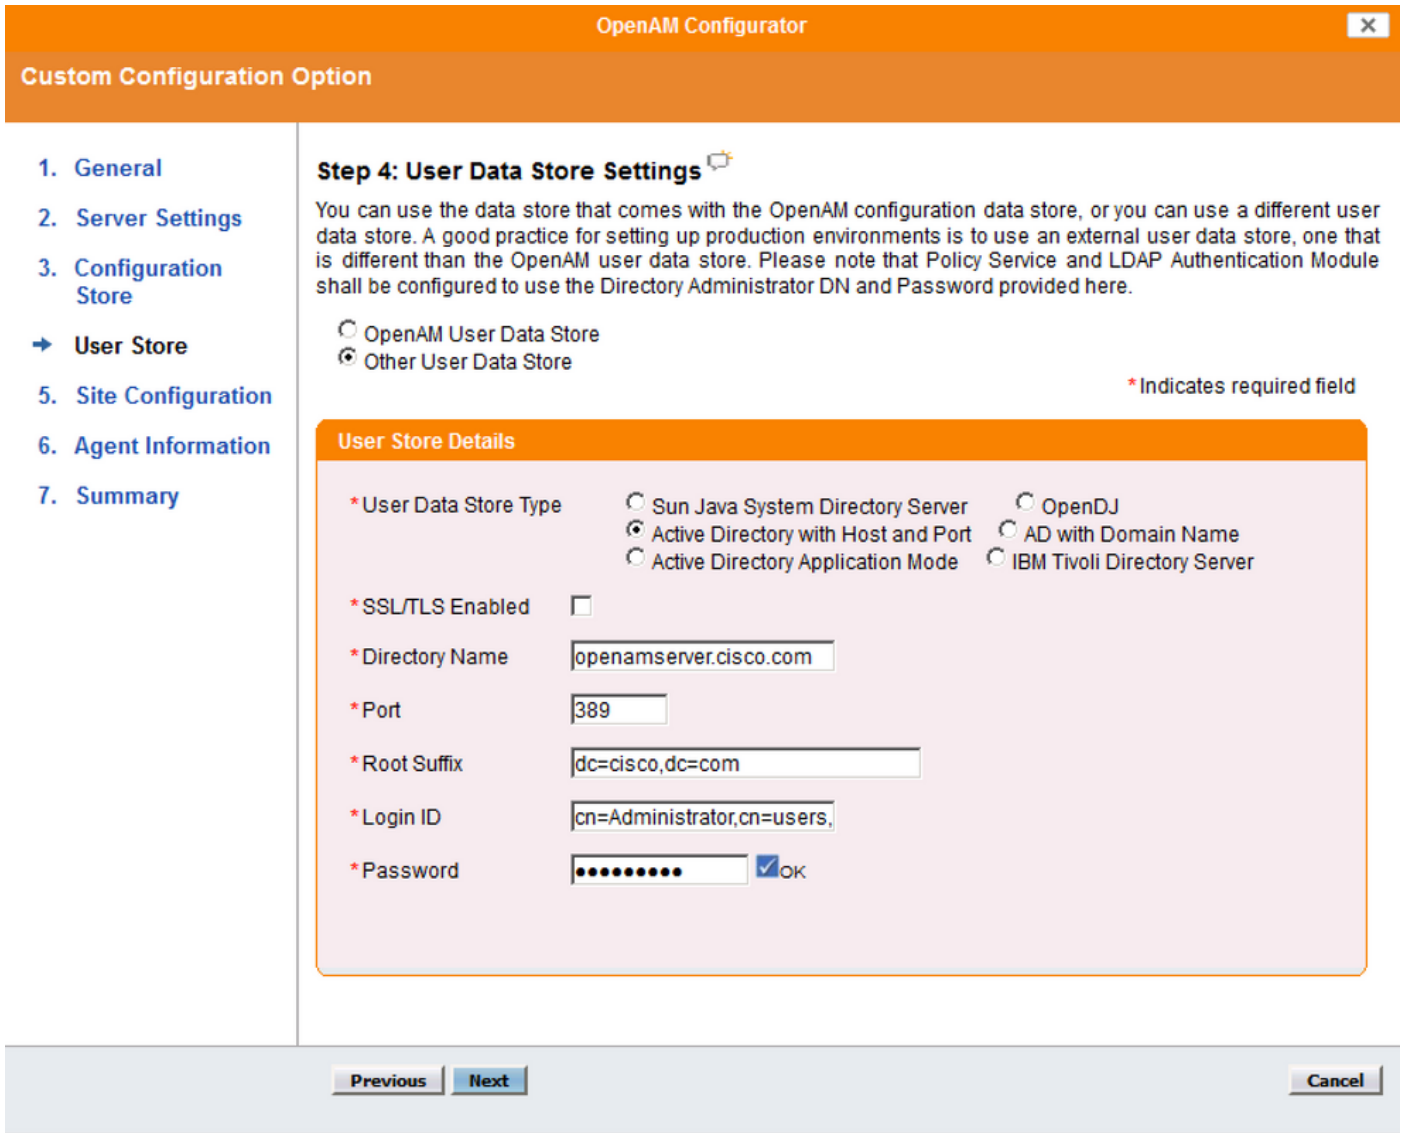 OpenAM Configurator
Custom Configuration Option
1. General
2. Server Settings
3. Configuration
Store
User Store
5. Site Configuration
6. Agent Information
7. Summary
Step 4: User Data Store Settings
You can use the data store that comes with the OpenAM configuration data store, or you can use a different user
data store. A good practice for setting up production environments is to use an external user data store, one that
is different than the OpenAM user data store. Please note that Policy Service and LDAP Authentication Module
shall be configured to use the Directory Administrator DN and Password provided here.
OpenAM User Data Store
Other User Data Store
* Indicates required field
User Store Details
* User Data Store Type
Sun Java System Directory Server OpenDJ
Active Directory with Host and Port AD with Domain Name
Active Directory Application Mode IBM Tivoli Directory Server
* SSL/TLS Enabled
* Directory Name openamserver.cisco.com
* Port 389
* Root Suffix dc=cisco,dc=com
* Login ID cn=Administrator,cn=users,
* Password ●●●●●●●●● OK
Previous Next Cancel